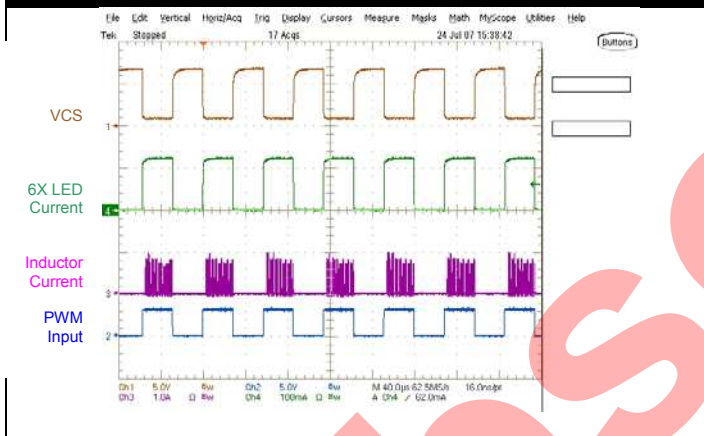 File Edit Vertical Horiz/Acq Trig Display Cursors Measure Masks Math MyScope Utilities Help
Tek Stopped 17 Acqs 24 Jul 07 15:38:42
Buttons
VCS
1
6X LED
Current
4
Inductor
Current
3
PWM
Input
2
Ch1 5.0V Bw Ch2 5.0V Bw M 40.0µs 62.5MS/s 16.0ns/pt
Ch3 1.0A Ω Bw Ch4 100mA Ω Bw A Ch4 / 62.0mA